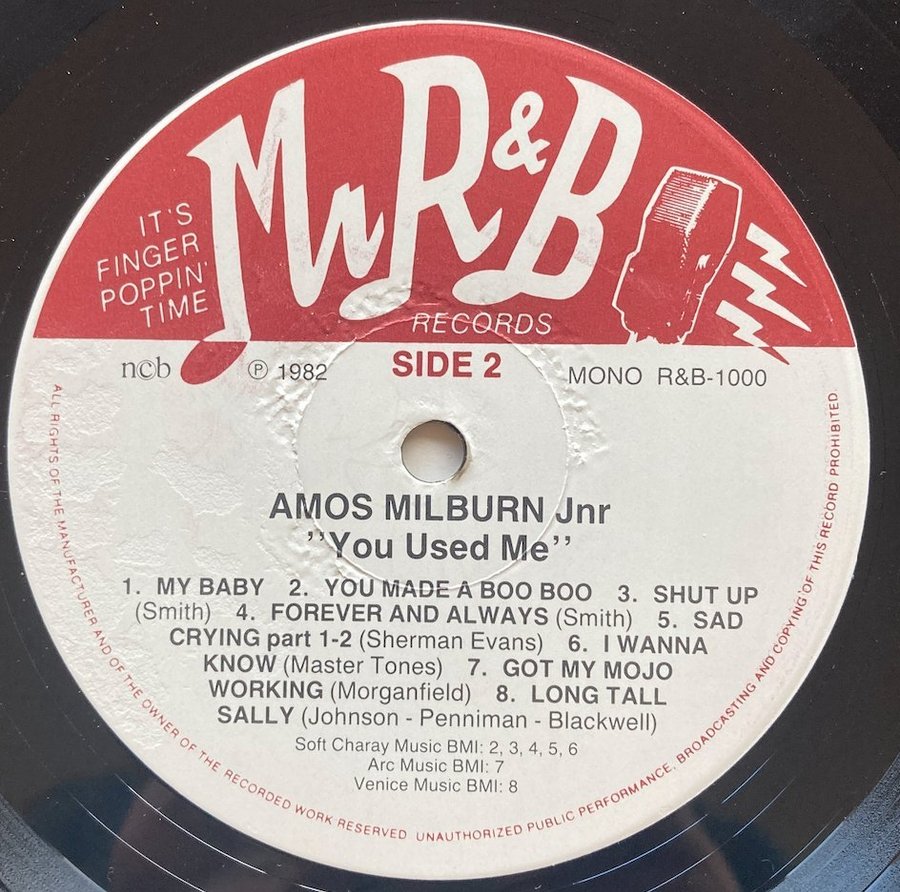 Mr R&B
RECORDS
IT'S
FINGER
POPPIN'
TIME
ncb ℗ 1982 SIDE 2 MONO R&B-1000
AMOS MILBURN Jnr
''You Used Me''
1. MY BABY 2. YOU MADE A BOO BOO 3. SHUT UP
(Smith) 4. FOREVER AND ALWAYS (Smith) 5. SAD
CRYING part 1-2 (Sherman Evans) 6. I WANNA
KNOW (Master Tones) 7. GOT MY MOJO
WORKING (Morganfield) 8. LONG TALL
SALLY (Johnson - Penniman - Blackwell)
Soft Charay Music BMI: 2, 3, 4, 5, 6
Arc Music BMI: 7
Venice Music BMI: 8
ALL RIGHTS OF THE MANUFACTURER AND OF THE OWNER OF THE RECORDED WORK RESERVED UNAUTHORIZED PUBLIC PERFORMANCE, BROADCASTING AND COPYING OF THIS RECORD PROHIBITED.